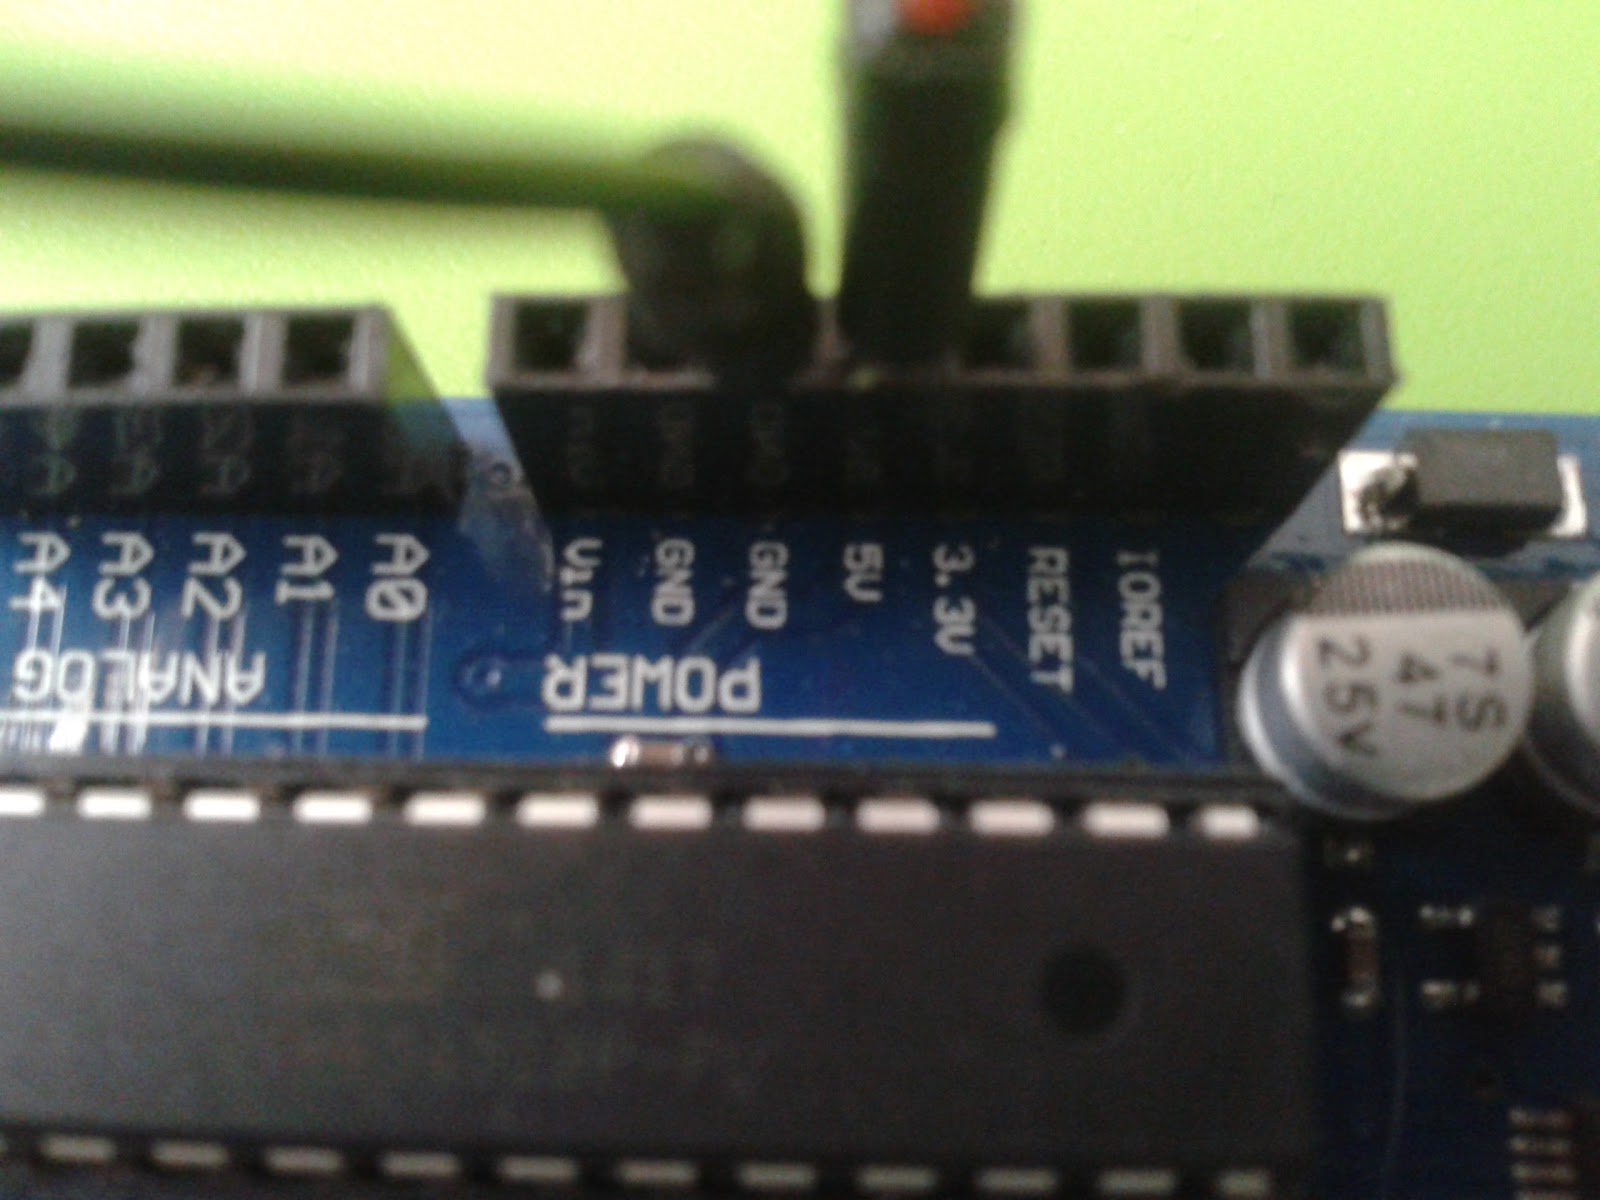 IOREF
RESET
3.3V
5V
GND
GND
Vin
POWER
A0
A1
A2
A3
A4
ANALOG
7S
47
25V